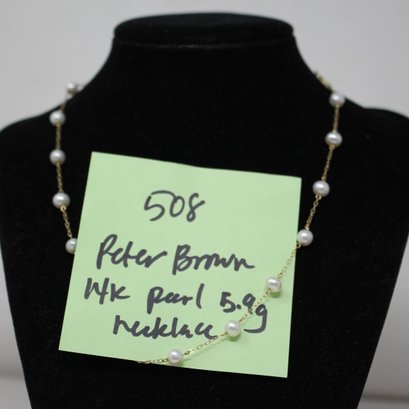 508
Peter Brown
14k pearl 5.9g
necklace